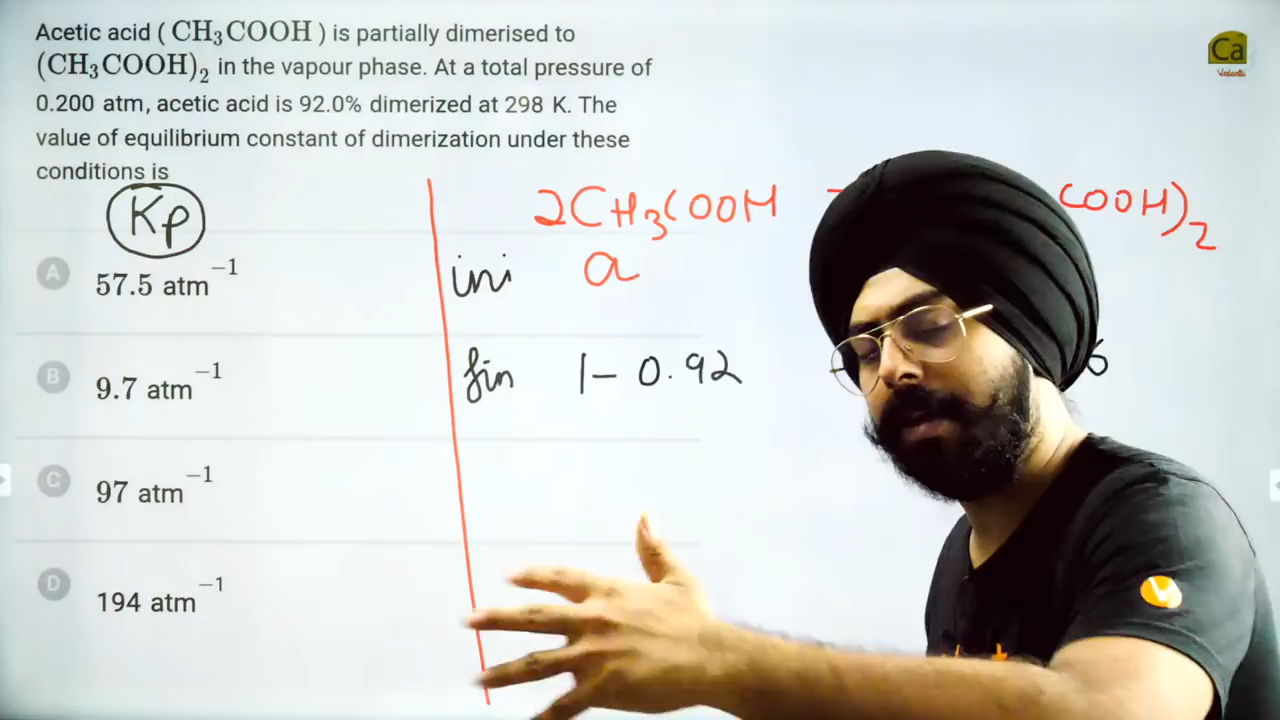 Acetic acid ( CH₃COOH ) is partially dimerised to
(CH₃COOH)₂ in the vapour phase. At a total pressure of
0.200 atm, acetic acid is 92.0% dimerized at 298 K. The
value of equilibrium constant of dimerization under these
conditions is
Kp
A 57.5 atm⁻¹
B 9.7 atm⁻¹
C 97 atm⁻¹
D 194 atm⁻¹
2CH₃COOH COOH)₂
ini a
fin 1 - 0.92
Ca
Vedantu